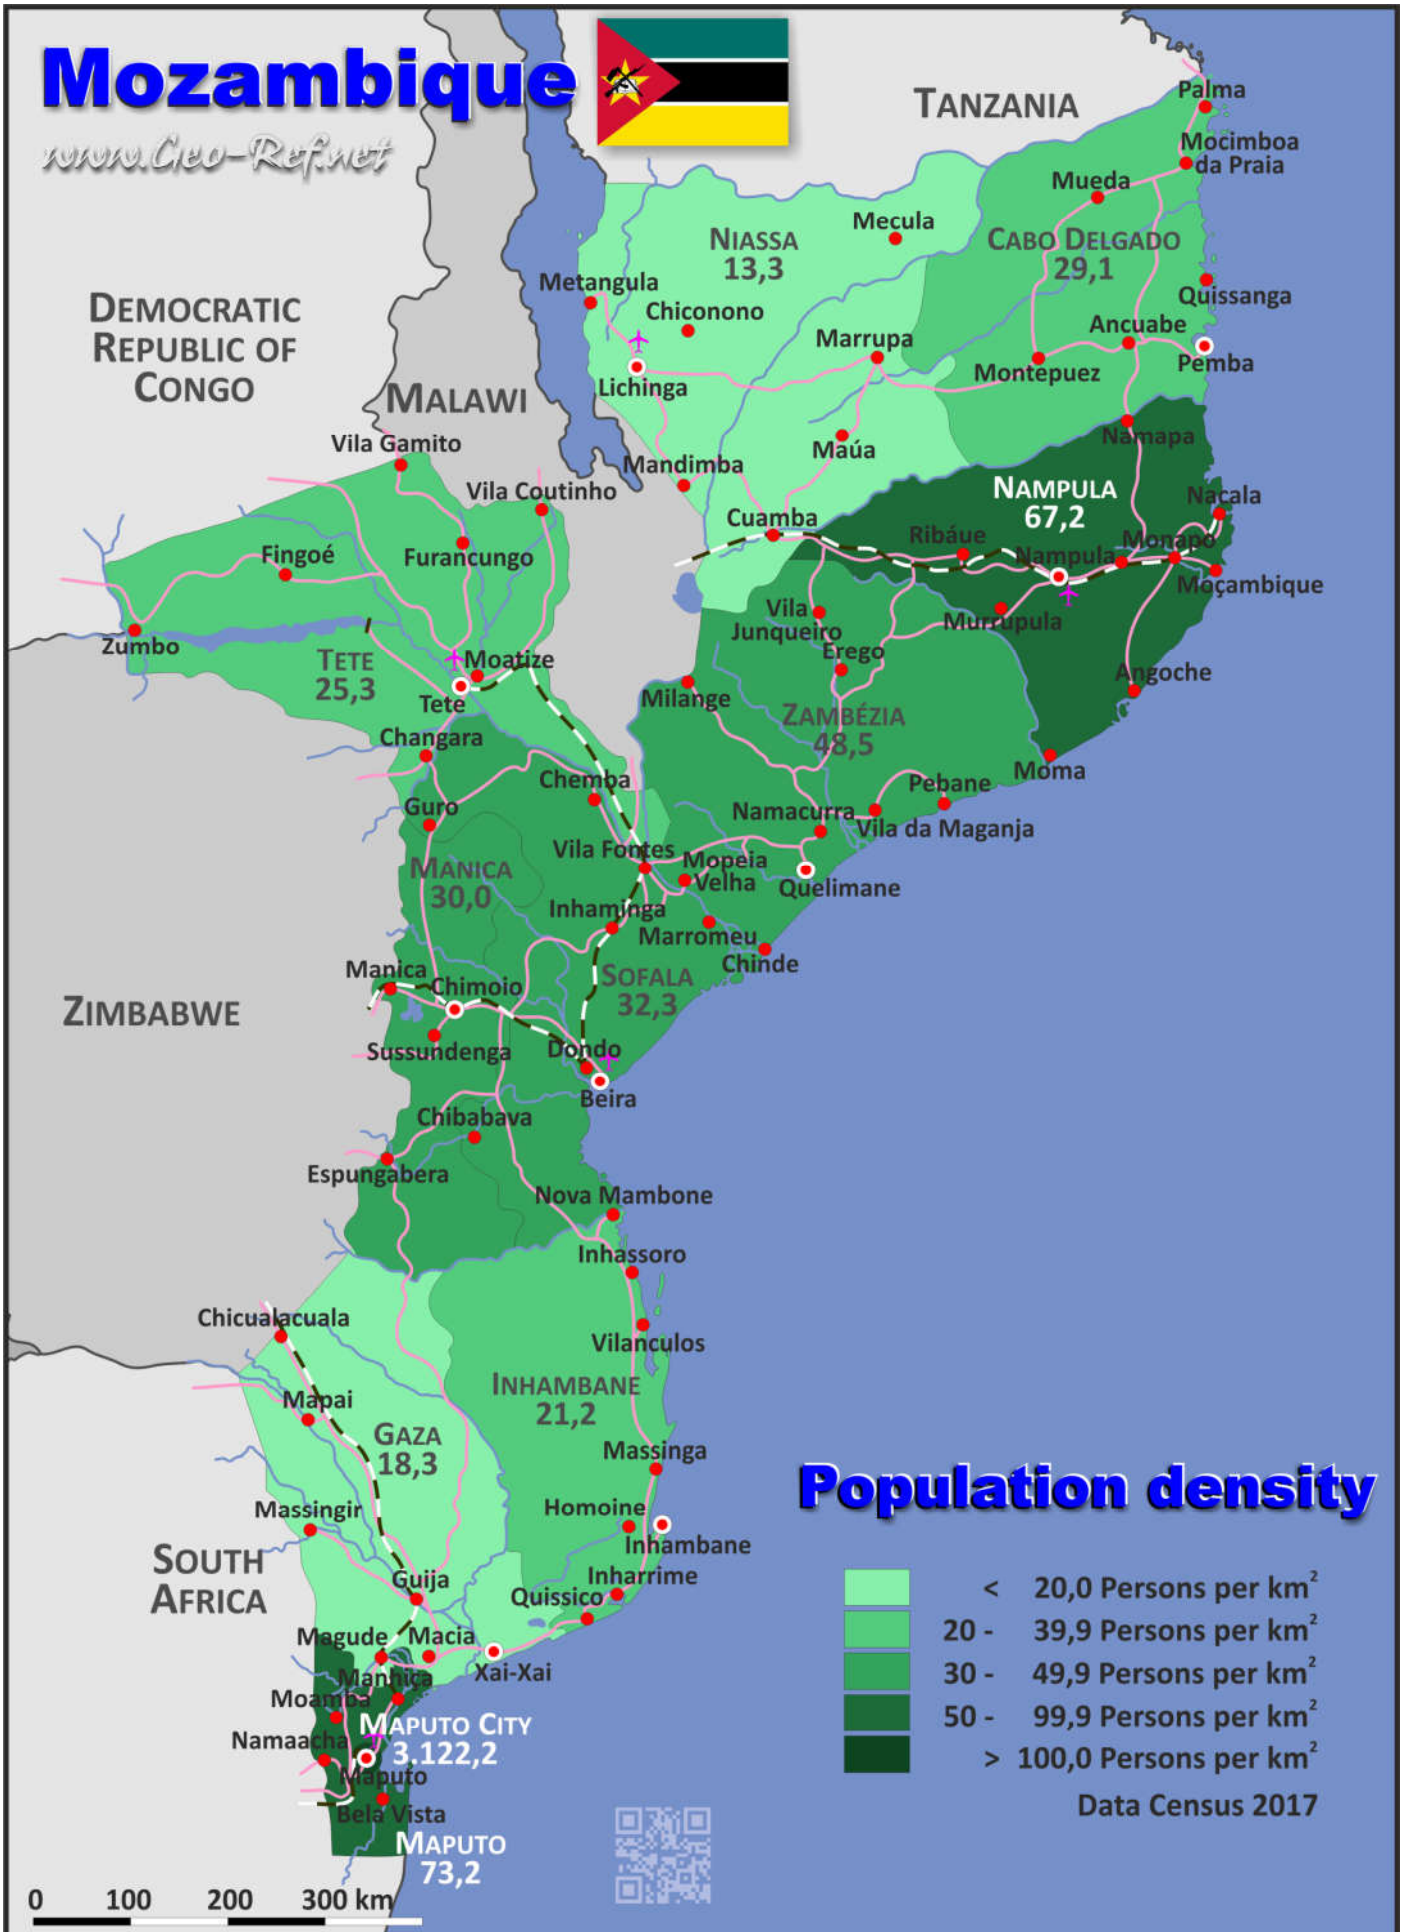 Mozambique
www.Geo-Ref.net
TANZANIA
DEMOCRATIC
REPUBLIC OF
CONGO
MALAWI
ZIMBABWE
SOUTH
AFRICA
Palma
Mocimboa
da Praia
Mueda
Mecula
NIASSA
13,3
CABO DELGADO
29,1
Metangula
Chiconono
Quissanga
Marrupa
Ancuabe
Lichinga
Montepuez
Pemba
Vila Gamito
Maúa
Namapa
Mandimba
Vila Coutinho
NAMPULA
67,2
Nacala
Cuamba
Fingoé
Furancungo
Ribáue
Nampula
Monapo
Moçambique
Vila
Junqueiro
Murrupula
Zumbo
TETE
25,3
Moatize
Erego
Tete
Milange
Angoche
ZAMBÉZIA
48,5
Changara
Chemba
Moma
Guro
Pebane
Namacurra
Vila da Maganja
Vila Fontes
MANICA
30,0
Mopeia
Velha
Quelimane
Inhaminga
Marromeu
Chinde
Manica
Chimoio
SOFALA
32,3
Sussundenga
Dondo
Beira
Chibabava
Espungabera
Nova Mambone
Inhassoro
Chicualacuala
Vilanculos
INHAMBANE
21,2
Mapai
GAZA
18,3
Massinga
Massingir
Homoine
Inhambane
Guija
Inharrime
Quissico
Magude
Macia
Xai-Xai
Manhiça
Moamba
MAPUTO CITY
3.122,2
Namaacha
Maputo
Bela Vista
MAPUTO
73,2
Population density
< 20,0 Persons per km²
20 - 39,9 Persons per km²
30 - 49,9 Persons per km²
50 - 99,9 Persons per km²
> 100,0 Persons per km²
Data Census 2017
0 100 200 300 km